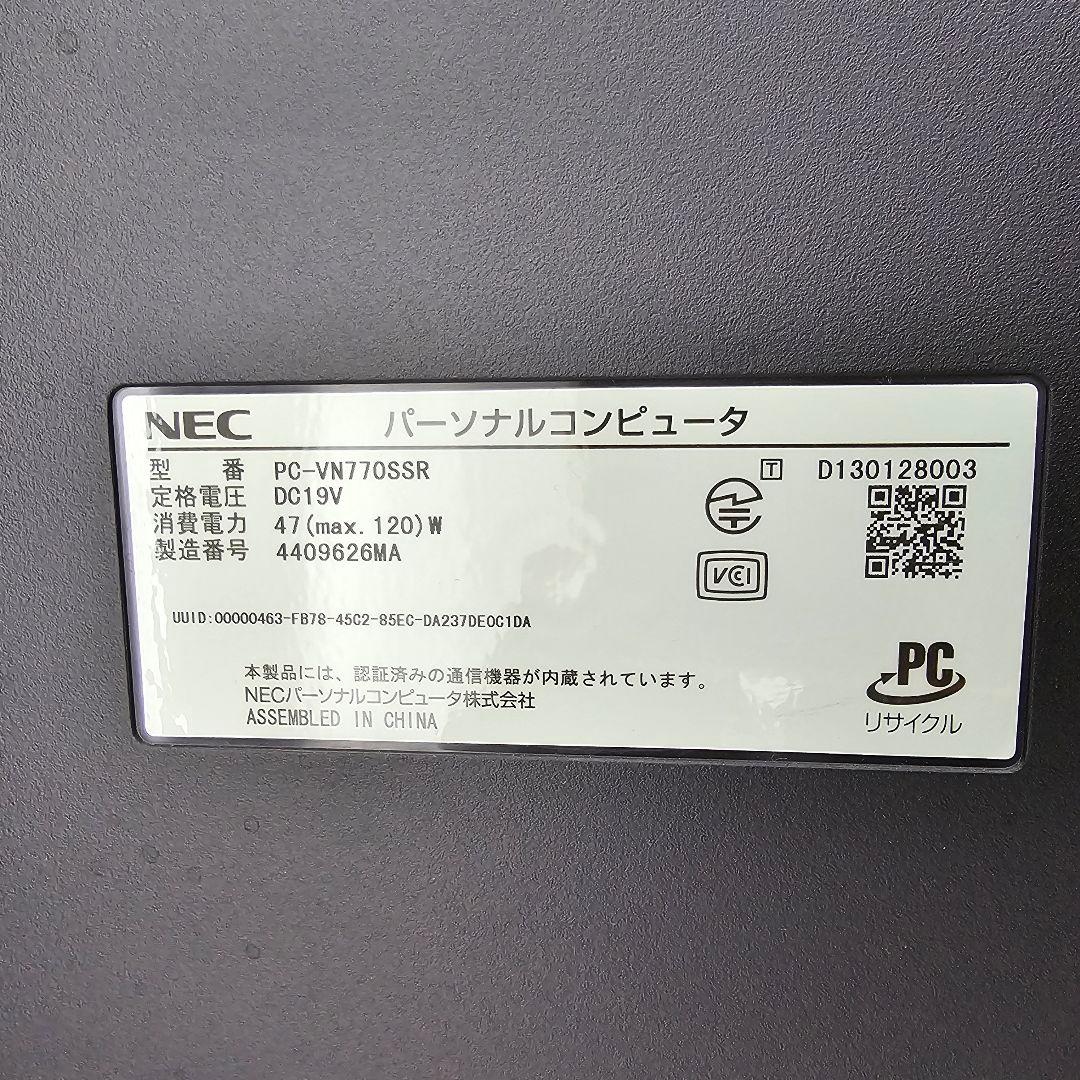 NEC パーソナルコンピュータ
型番 PC-VN770SSR
定格電圧 DC19V
消費電力 47(max.120)W
製造番号 4409626MA
T D130128003
VCCI
UUID:00000463-FB78-45C2-85EC-DA237DE0C1DA
本製品には、認証済みの通信機器が内蔵されています。
NECパーソナルコンピュータ株式会社
ASSEMBLED IN CHINA
PC
リサイクル